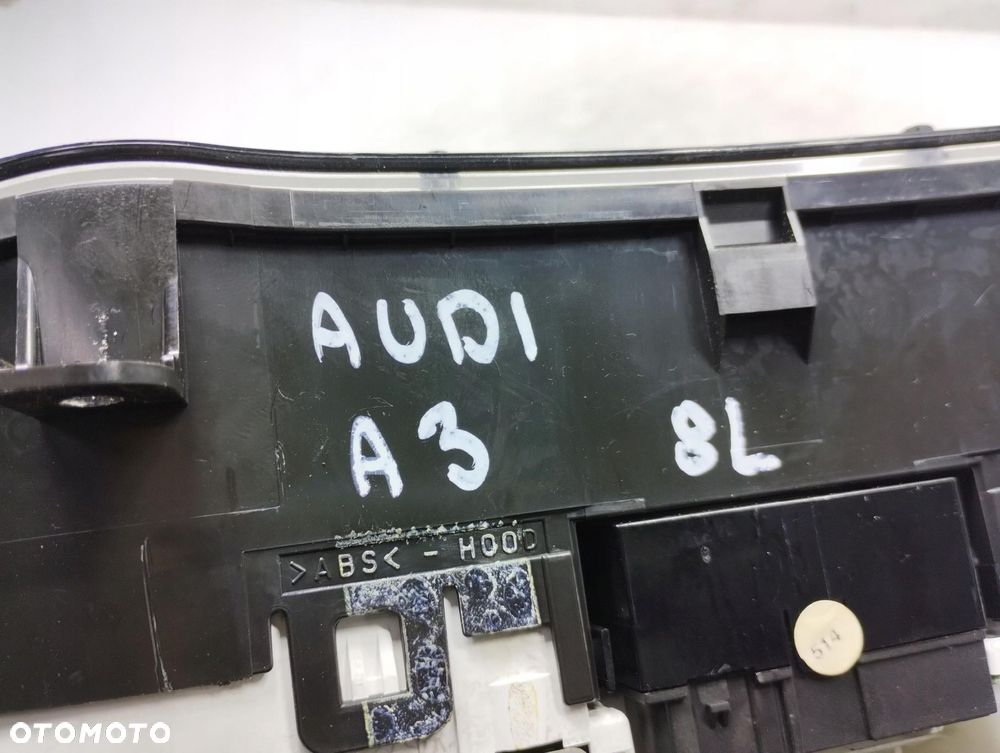 AUDI
A3 8L
>ABS< - HOOD
514
OTOMOTO